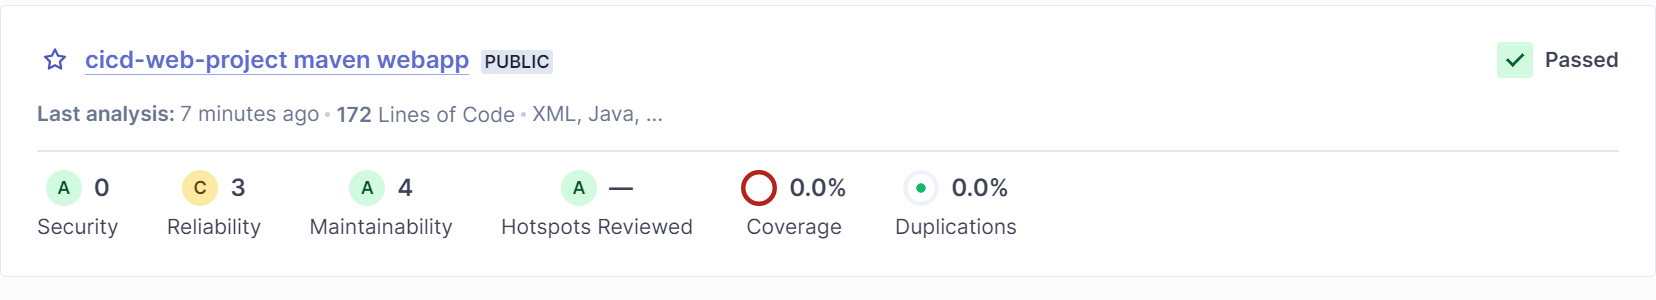 cicd-web-project maven webapp PUBLIC Passed
Last analysis: 7 minutes ago • 172 Lines of Code • XML, Java, ...
A 0 C 3 A 4 A — 0.0% 0.0%
Security Reliability Maintainability Hotspots Reviewed Coverage Duplications